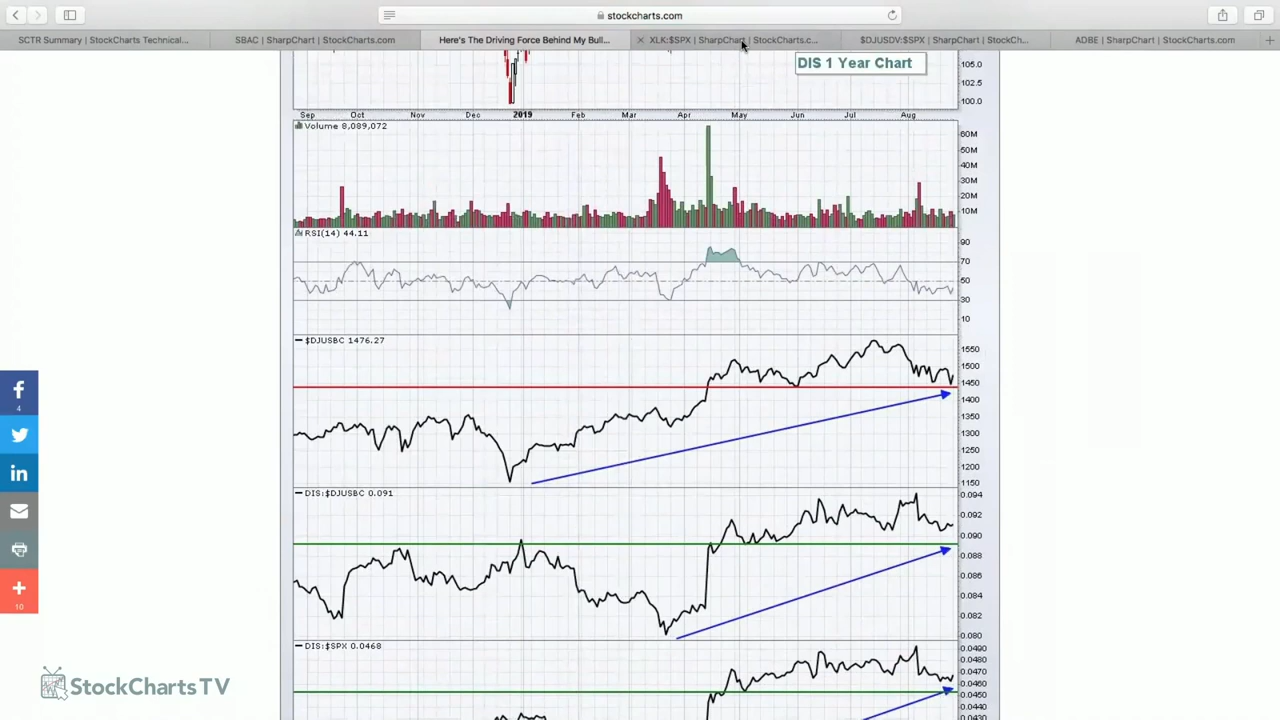 stockcharts.com
SCTR Summary | StockCharts Technical...
SBAC | SharpChart | StockCharts.com
Here's The Driving Force Behind My Bull...
XLK:$SPX | SharpChart | StockCharts.c...
$DJUSDV:$SPX | SharpChart | StockCh...
ADBE | SharpChart | StockCharts.com
DIS 1 Year Chart
105.0
102.5
100.0
Sep Oct Nov Dec 2019 Feb Mar Apr May Jun Jul Aug
Volume 8,089,072
60M
50M
40M
30M
20M
10M
RSI(14) 44.11
90
70
50
30
10
$DJUSBC 1476.27
1550
1500
1450
1400
1350
1300
1250
1200
1150
DIS:$DJUSBC 0.091
0.094
0.092
0.090
0.088
0.086
0.084
0.082
0.080
DIS:$SPX 0.0468
0.0490
0.0480
0.0470
0.0460
0.0450
0.0430
4
10
StockChartsTV